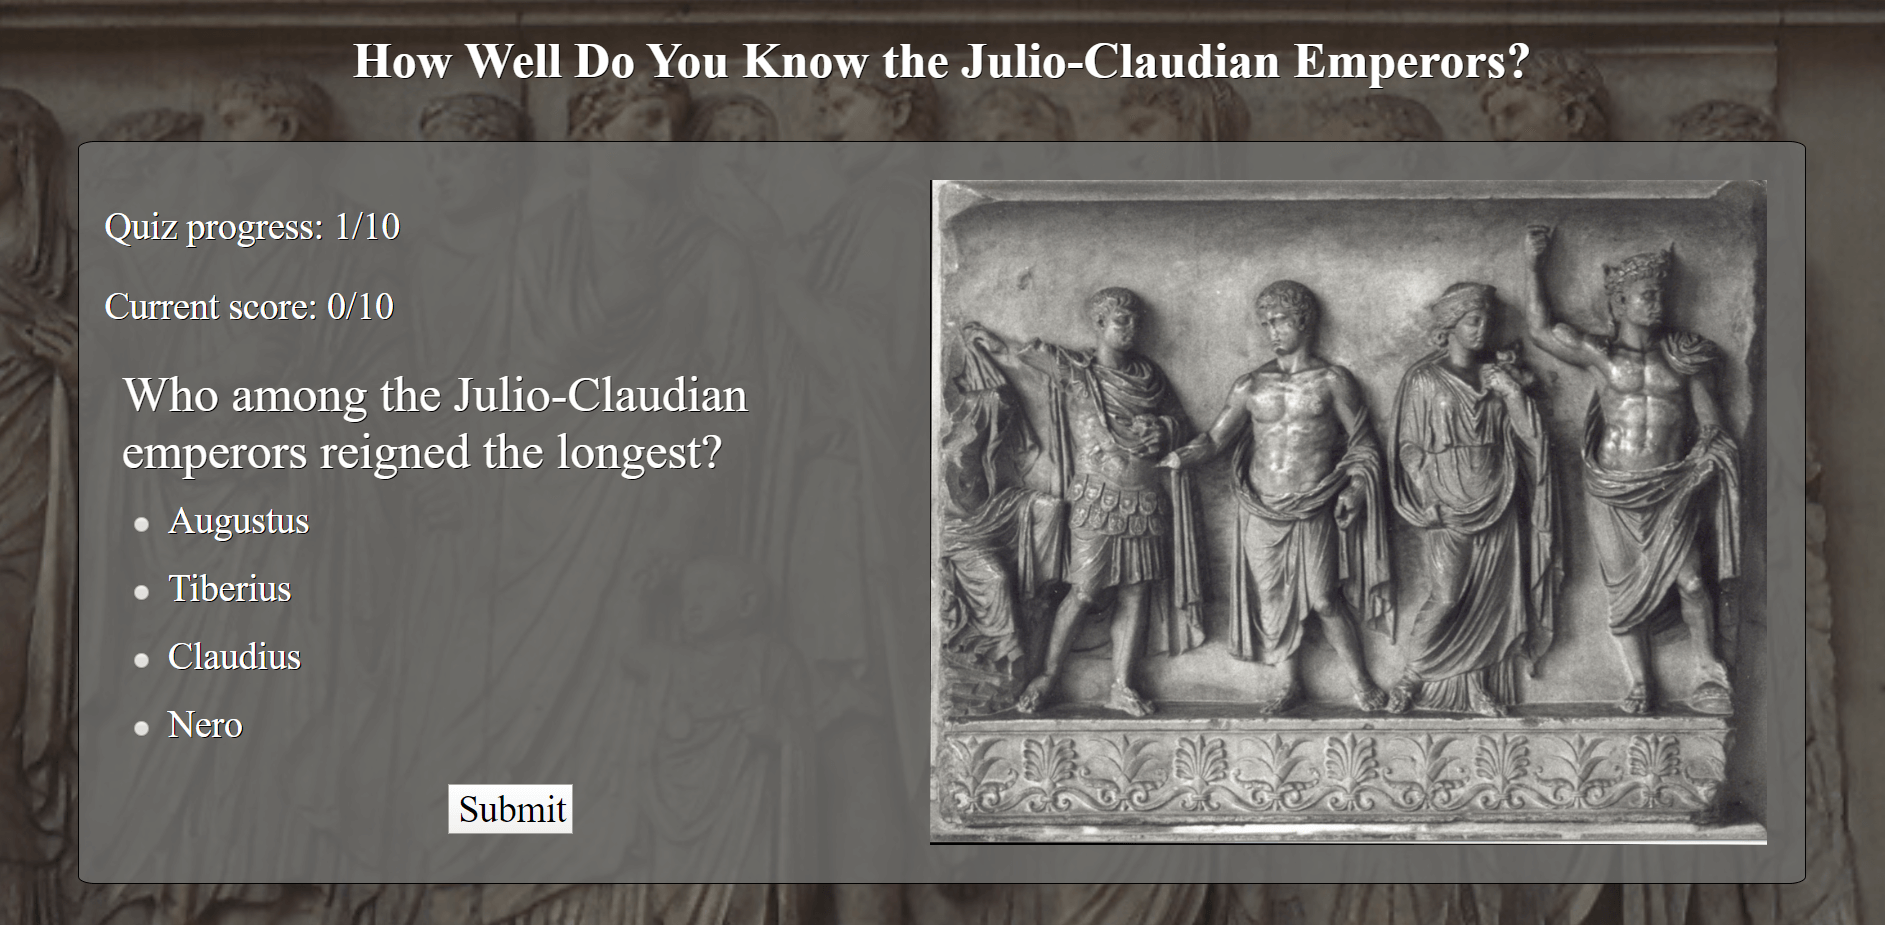 How Well Do You Know the Julio-Claudian Emperors?
Quiz progress: 1/10
Current score: 0/10
Who among the Julio-Claudian
emperors reigned the longest?
Augustus
Tiberius
Claudius
Nero
Submit